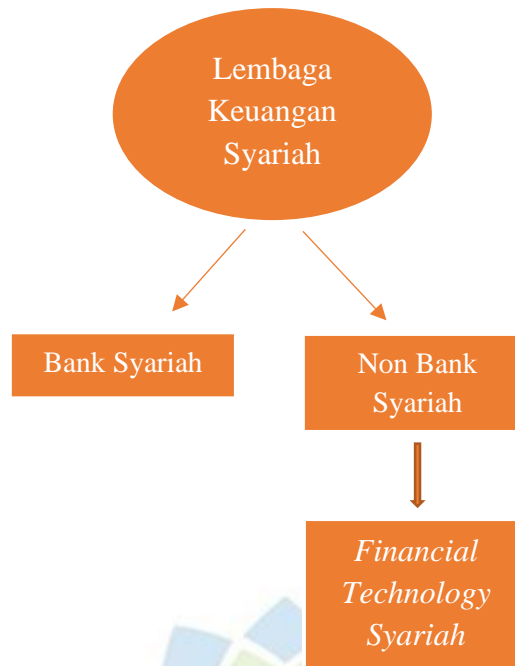 Lembaga
Keuangan
Syariah
Bank Syariah
Non Bank
Syariah
Financial
Technology
Syariah